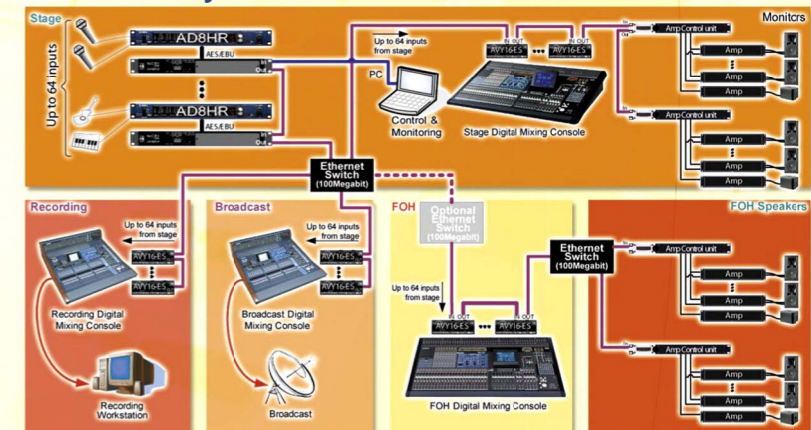 Stage
Up to 64 inputs
AD8HR
AES/EBU
In
Out
AD8HR
AES/EBU
In
Out
Up to 64 inputs
from stage
PC
Control &
Monitoring
IN OUT
IN OUT
AVY16-ES
AVY16-ES
Stage Digital Mixing Console
Monitors
In
Out
Amp Control unit
Amp
Amp
Amp
Amp Control unit
Amp
Amp
Amp
Ethernet
Switch
(100Megabit)
Recording
Up to 64 inputs
from stage
AVY16-ES
AVY16-ES
Recording Digital
Mixing Console
Recording
Workstation
Broadcast
Up to 64 inputs
from stage
AVY16-ES
AVY16-ES
Broadcast Digital
Mixing Console
Broadcast
FOH
Optional
Ethernet
Switch
(100Megabit)
Up to 64 inputs
from stage
IN OUT
IN OUT
AVY16-ES
AVY16-ES
FOH Digital Mixing Console
Ethernet
Switch
(100Megabit)
FOH Speakers
Amp Control unit
Amp
Amp
Amp
Amp Control unit
Amp
Amp
Amp